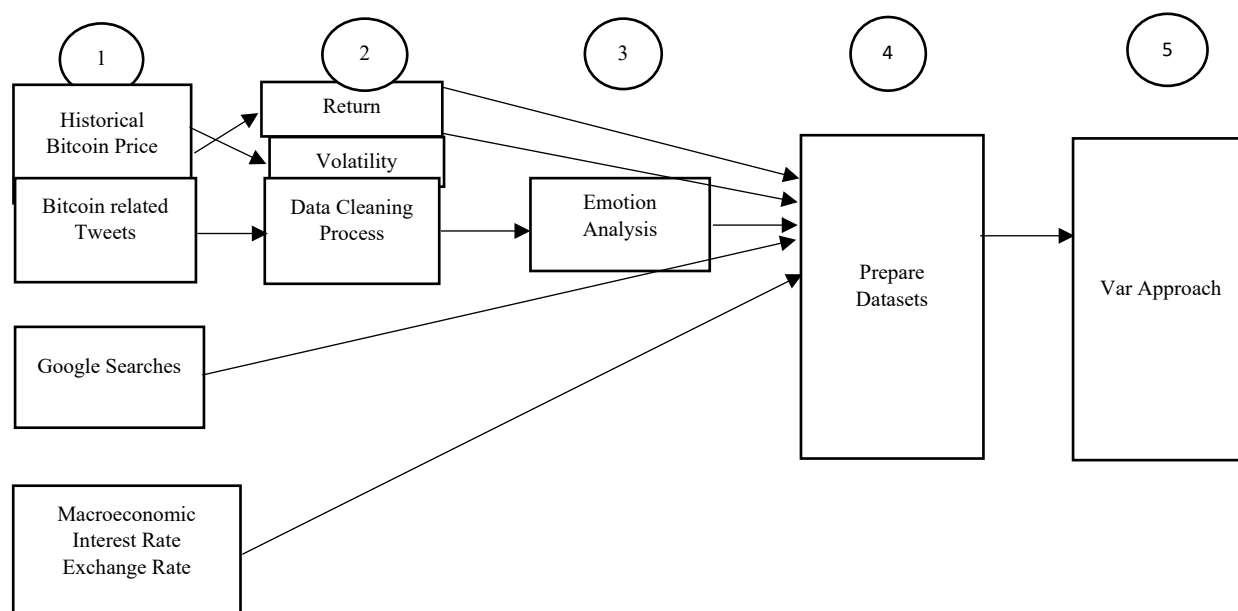 1
2
3
4
5
Historical
Bitcoin Price
Return
Volatility
Bitcoin related
Tweets
Data Cleaning
Process
Emotion
Analysis
Prepare
Datasets
Var Approach
Google Searches
Macroeconomic
Interest Rate
Exchange Rate